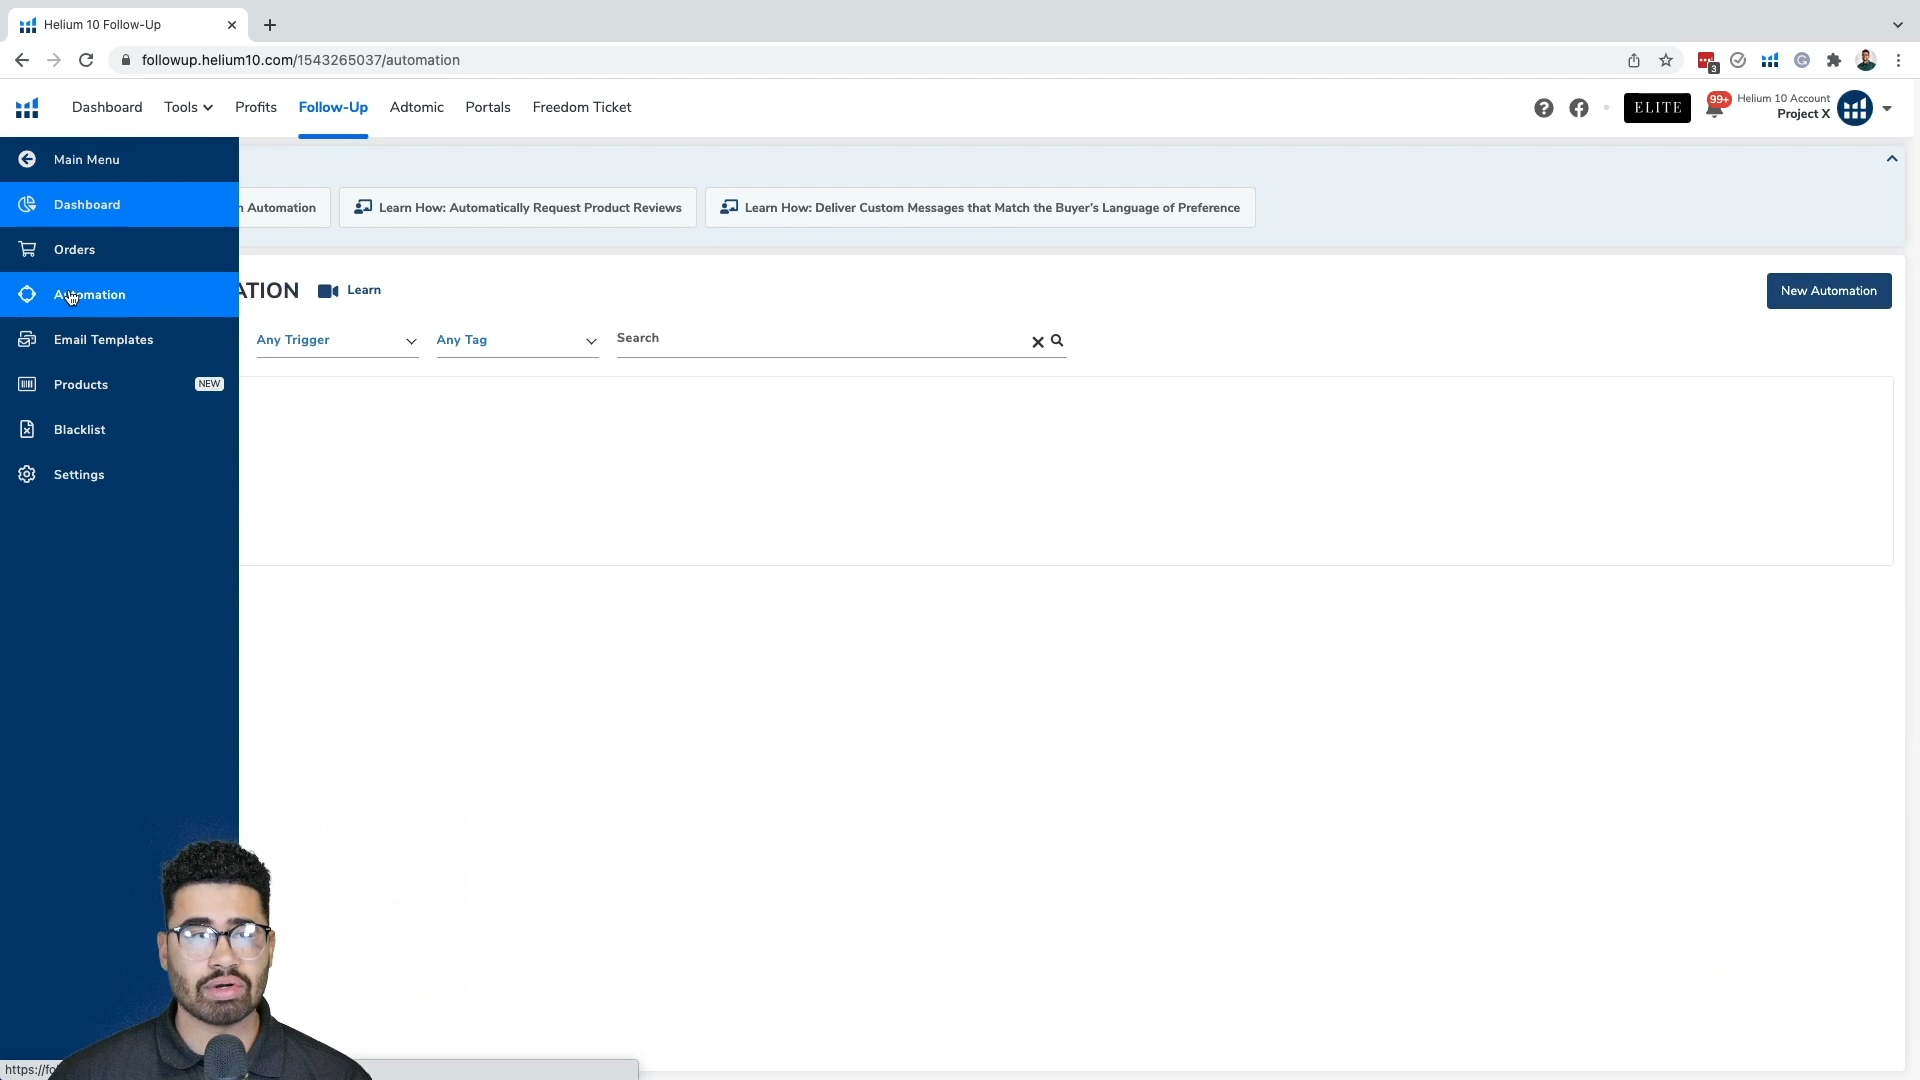 Helium 10 Follow-Up
followup.helium10.com/1543265037/automation
3
Dashboard Tools Profits Follow-Up Adtomic Portals Freedom Ticket
ELITE
99+
Helium 10 Account
Project X
Main Menu
Dashboard
Orders
Automation
Email Templates
Products NEW
Blacklist
Settings
Automation
Learn How: Automatically Request Product Reviews
Learn How: Deliver Custom Messages that Match the Buyer's Language of Preference
ATION Learn
New Automation
Any Trigger
Any Tag
Search
https://fo